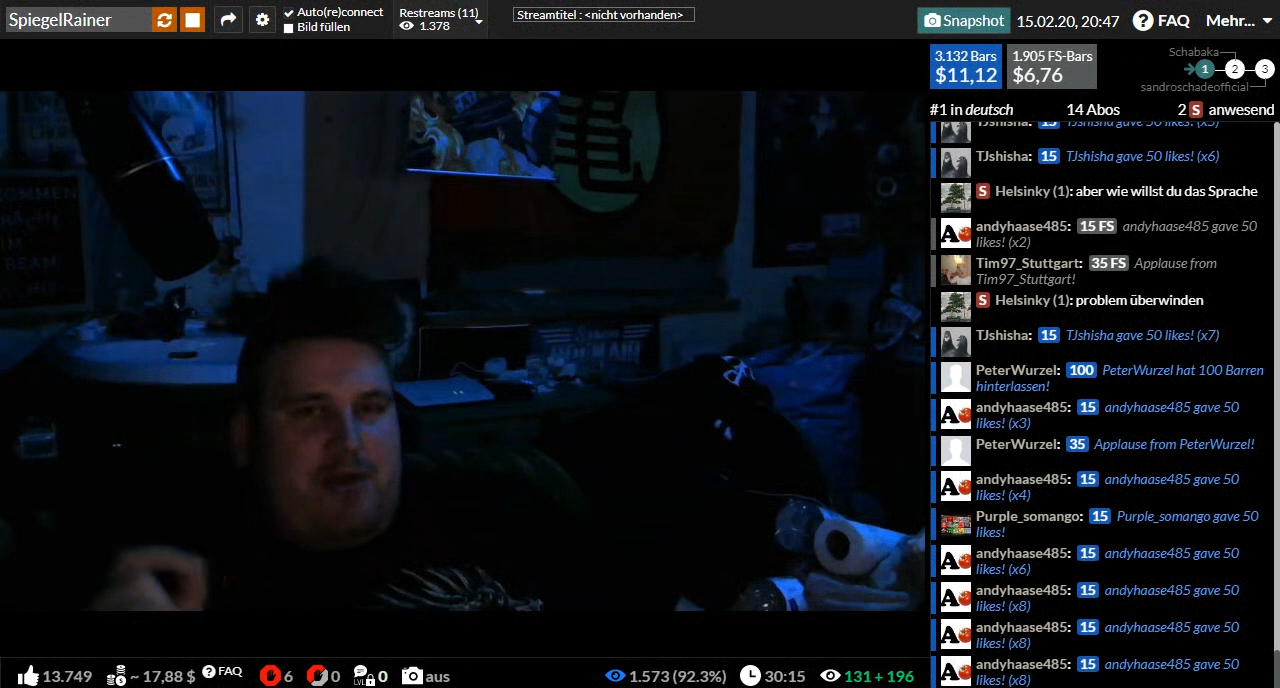 SpiegelRainer
Auto(re)connect
Bild füllen
Restreams (11)
1.378
Streamtitel : <nicht vorhanden>
Snapshot
15.02.20, 20:47
FAQ
Mehr...
3.132 Bars
$11,12
1.905 FS-Bars
$6,76
Schabaka
1 2 3
sandroschadeofficial
#1 in deutsch 14 Abos 2 S anwesend
TJshisha: 15 TJshisha gave 50 likes! (x5)
TJshisha: 15 TJshisha gave 50 likes! (x6)
S Helsinky (1): aber wie willst du das Sprache
andyhaase485: 15 FS andyhaase485 gave 50
likes! (x2)
Tim97_Stuttgart: 35 FS Applause from
Tim97_Stuttgart!
S Helsinky (1): problem überwinden
TJshisha: 15 TJshisha gave 50 likes! (x7)
PeterWurzel: 100 PeterWurzel hat 100 Barren
hinterlassen!
andyhaase485: 15 andyhaase485 gave 50
likes! (x3)
PeterWurzel: 35 Applause from PeterWurzel!
andyhaase485: 15 andyhaase485 gave 50
likes! (x4)
Purple_somango: 15 Purple_somango gave 50
likes!
andyhaase485: 15 andyhaase485 gave 50
likes! (x6)
andyhaase485: 15 andyhaase485 gave 50
likes! (x8)
andyhaase485: 15 andyhaase485 gave 50
likes! (x8)
andyhaase485: 15 andyhaase485 gave 50
likes! (x8)
13.749
~ 17,88 $
FAQ
6
0
LVL
0
aus
1.573 (92.3%)
30:15
131 + 196